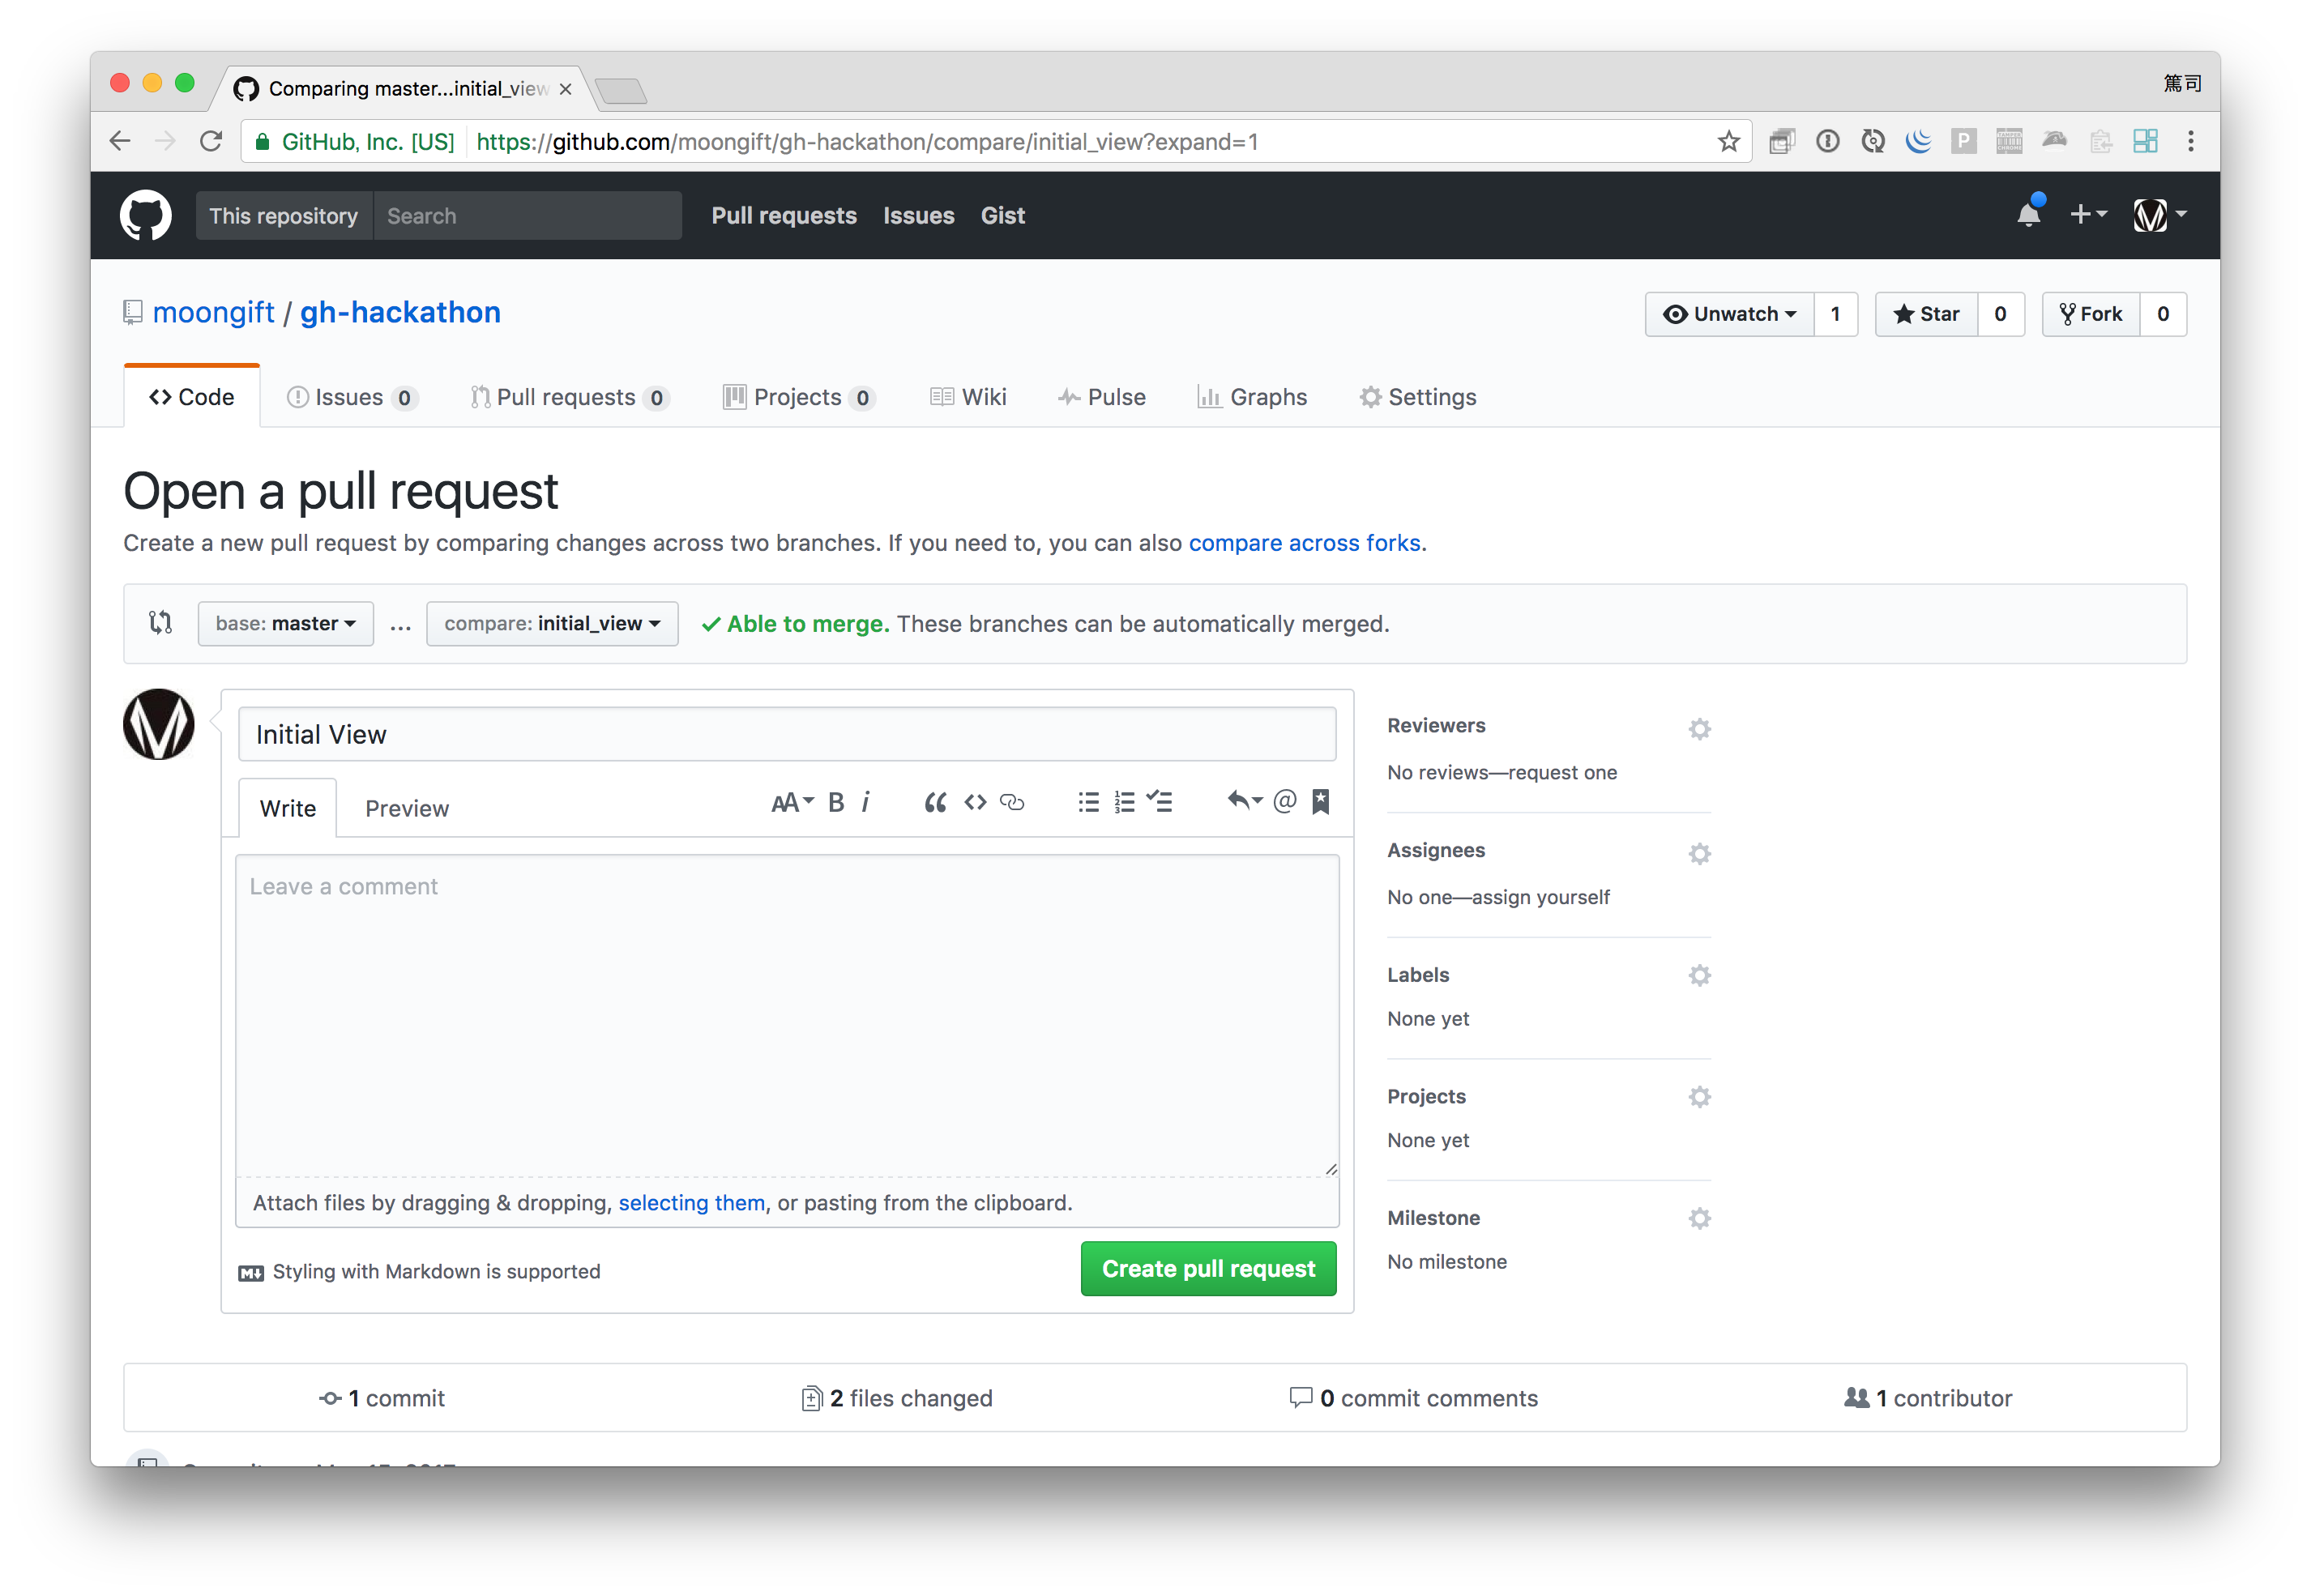 Comparing master...initial_view
篤司
GitHub, Inc. [US] https://github.com/moongift/gh-hackathon/compare/initial_view?expand=1
This repository Search Pull requests Issues Gist
moongift / gh-hackathon
Unwatch 1 Star 0 Fork 0
Code Issues 0 Pull requests 0 Projects 0 Wiki Pulse Graphs Settings
Open a pull request
Create a new pull request by comparing changes across two branches. If you need to, you can also compare across forks.
base: master ... compare: initial_view Able to merge. These branches can be automatically merged.
Initial View
Write Preview
Leave a comment
Attach files by dragging & dropping, selecting them, or pasting from the clipboard.
Styling with Markdown is supported
Create pull request
Reviewers
No reviews—request one
Assignees
No one—assign yourself
Labels
None yet
Projects
None yet
Milestone
No milestone
1 commit 2 files changed 0 commit comments 1 contributor